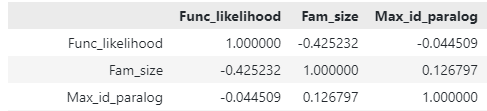 Func_likelihood Fam_size Max_id_paralog
Func_likelihood 1.000000 -0.425232 -0.044509
Fam_size -0.425232 1.000000 0.126797
Max_id_paralog -0.044509 0.126797 1.000000